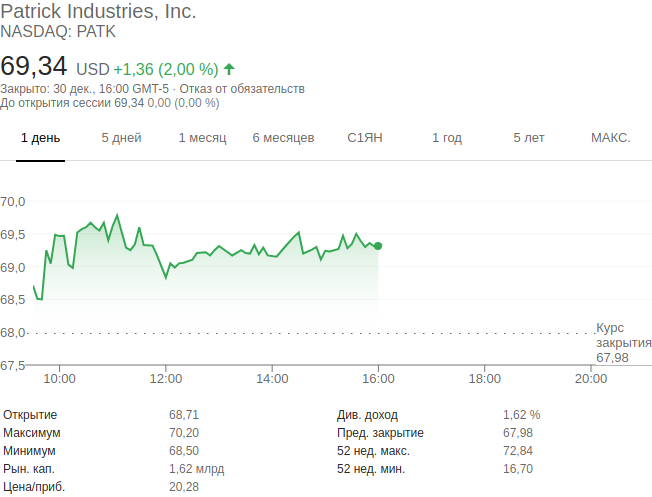 Patrick Industries, Inc.
NASDAQ: PATK
69,34 USD +1,36 (2,00 %)
Закрыто: 30 дек., 16:00 GMT-5 · Отказ от обязательств
До открытия сессии 69,34 0,00 (0,00 %)
1 день 5 дней 1 месяц 6 месяцев С1ЯН 1 год 5 лет МАКС.
70,0
69,5
69,0
68,5
68,0
Курс
закрытия
67,98
67,5
10:00 12:00 14:00 16:00 18:00 20:00
Открытие 68,71 Див. доход 1,62 %
Максимум 70,20 Пред. закрытие 67,98
Минимум 68,50 52 нед. макс. 72,84
Рын. кап. 1,62 млрд 52 нед. мин. 16,70
Цена/приб. 20,28